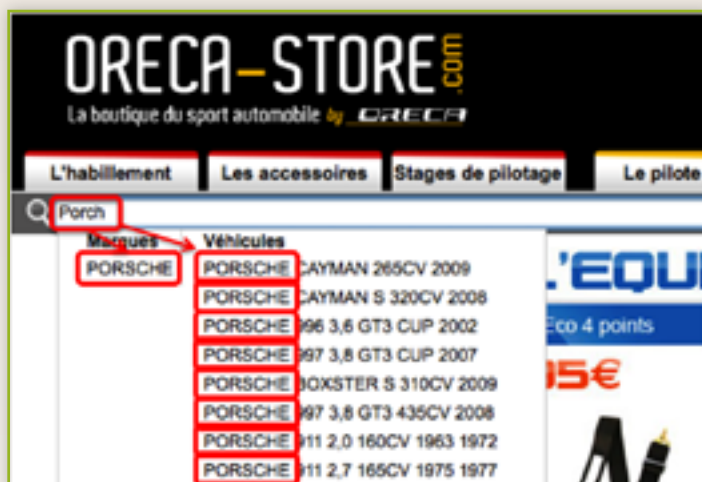 ORECA-STORE.com
La boutique du sport automobile by ORECA
L'habillement Les accessoires Stages de pilotage Le pilote
Porch
Marques Véhicules
PORSCHE PORSCHE CAYMAN 265CV 2009
PORSCHE CAYMAN S 320CV 2008
PORSCHE 996 3,6 GT3 CUP 2002
PORSCHE 997 3,8 GT3 CUP 2007
PORSCHE BOXSTER S 310CV 2009
PORSCHE 997 3,8 GT3 435CV 2008
PORSCHE 911 2,0 160CV 1963 1972
PORSCHE 911 2,7 165CV 1975 1977
'EQU
Eco 4 points
5€